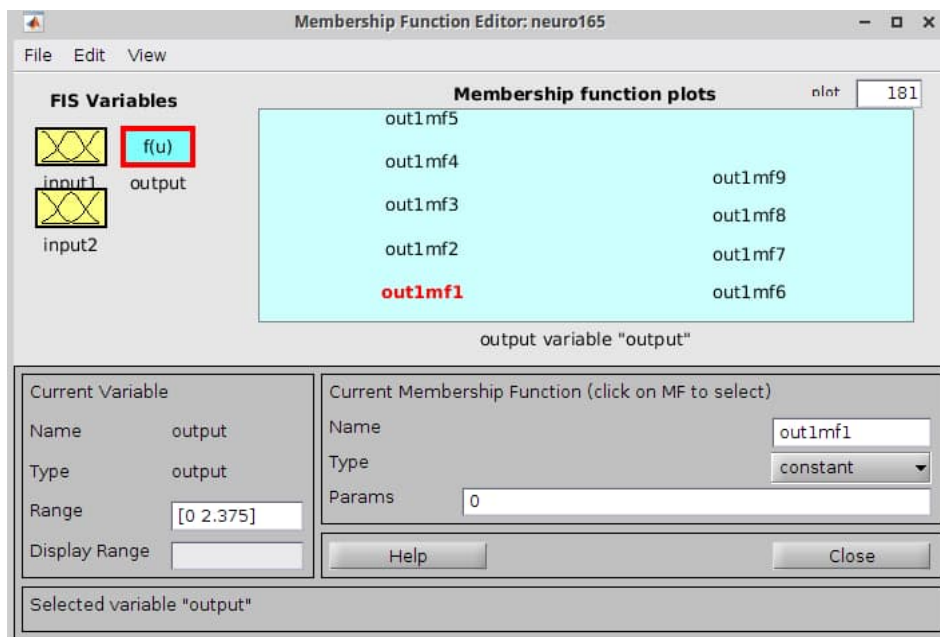 Membership Function Editor: neuro165
File Edit View
FIS Variables
f(u)
input1
output
input2
Membership function plots
plot
181
out1mf5
out1mf4
out1mf3
out1mf2
out1mf1
out1mf9
out1mf8
out1mf7
out1mf6
output variable "output"
Current Variable
Name output
Type output
Range [0 2.375]
Display Range
Current Membership Function (click on MF to select)
Name out1mf1
Type constant
Params 0
Help Close
Selected variable "output"